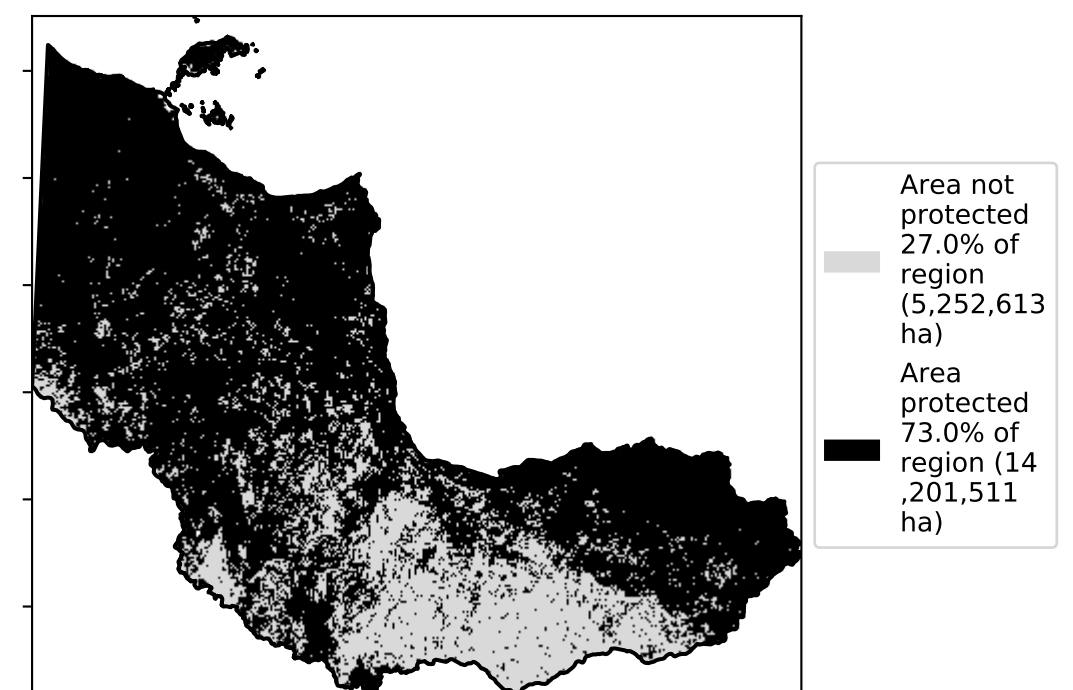 Area not
protected
27.0% of
region
(5,252,613
ha)
Area
protected
73.0% of
region (14
,201,511
ha)